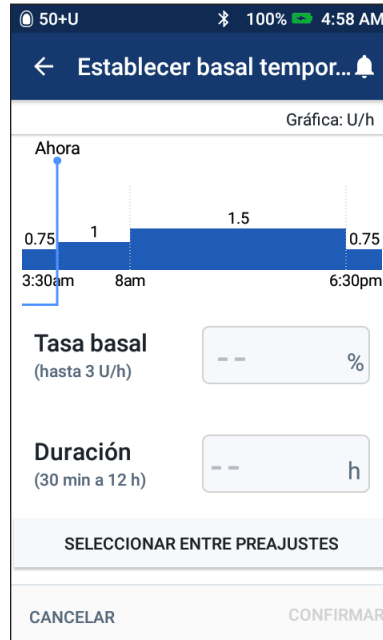 50+U 100% 4:58 AM
Establecer basal tempor...
Gráfica: U/h
Ahora
0.75 1 1.5 0.75
3:30am 8am 6:30pm
Tasa basal
(hasta 3 U/h)
-- %
Duración
(30 min a 12 h)
-- h
SELECCIONAR ENTRE PREAJUSTES
CANCELAR CONFIRMAR